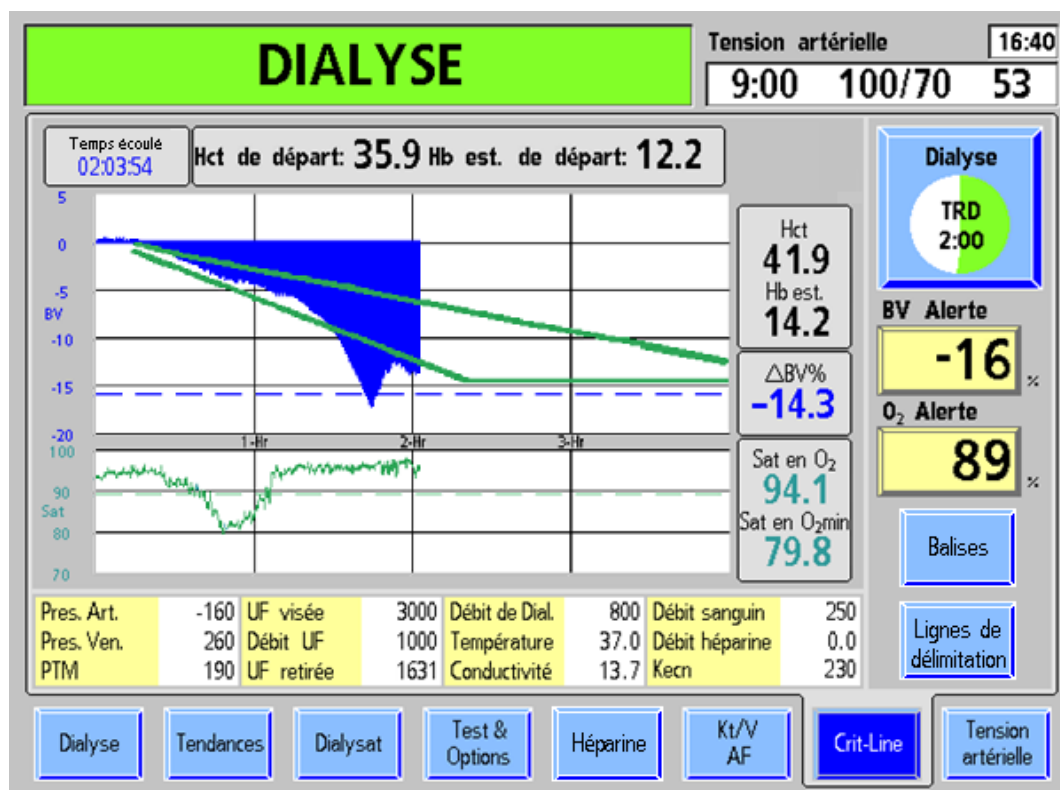 DIALYSE
Tension artérielle 16:40
9:00 100/70 53
Temps écoulé
02:03:54
Hct de départ: 35.9 Hb est. de départ: 12.2
5
0
-5
BV
-10
-15
-20
1-Hr 2-Hr 3-Hr
100
90
Sat
80
70
Hct
41.9
Hb est.
14.2
△BV%
-14.3
Sat en O₂
94.1
Sat en O₂min
79.8
Dialyse
TRD
2:00
BV Alerte
-16 %
O₂ Alerte
89 %
Balises
Lignes de
délimitation
Pres. Art. -160 UF visée 3000 Débit de Dial. 800 Débit sanguin 250
Pres. Ven. 260 Débit UF 1000 Température 37.0 Débit héparine 0.0
PTM 190 UF retirée 1631 Conductivité 13.7 Kecn 230
Dialyse
Tendances
Dialysat
Test &
Options
Héparine
Kt/V
AF
Crit-Line
Tension
artérielle